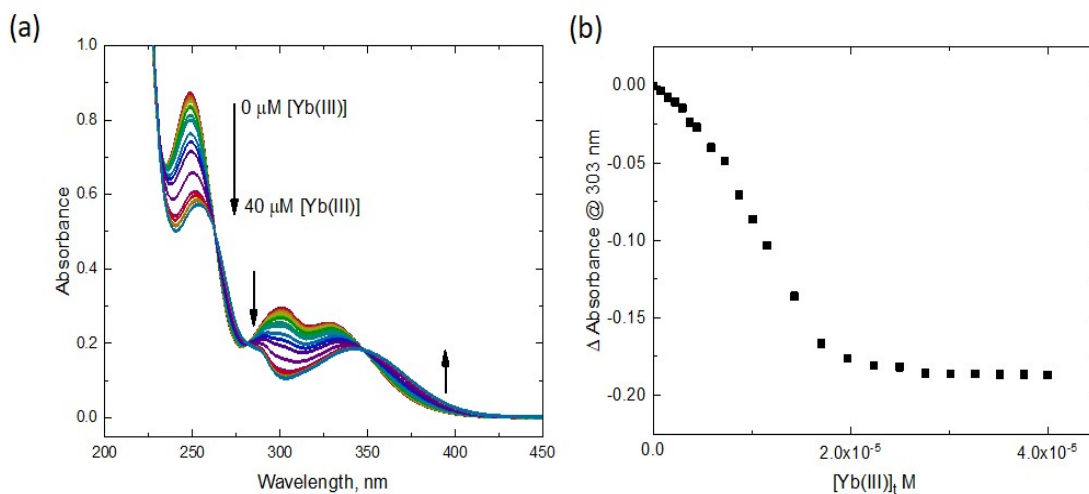 (a)
1.0
0.8
0.6
0.4
0.2
0.0
Absorbance
0 μM [Yb(III)]
40 μM [Yb(III)]
200 250 300 350 400 450
Wavelength, nm
(b)
0.00
-0.05
-0.10
-0.15
-0.20
Δ Absorbance @ 303 nm
0.0 2.0x10⁻⁵ 4.0x10⁻⁵
[Yb(III)]ₜ M